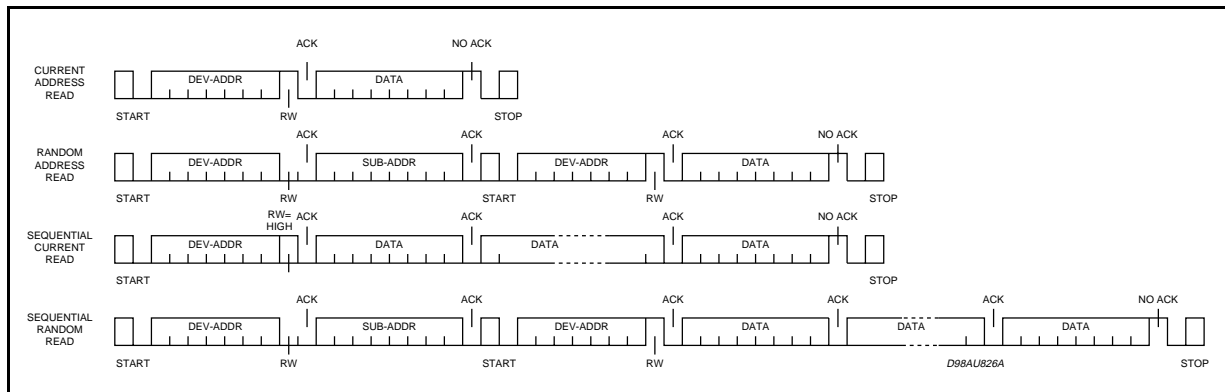 ACK NO ACK
CURRENT
ADDRESS
READ
DEV-ADDR DATA
START RW STOP
ACK ACK ACK NO ACK
RANDOM
ADDRESS
READ
DEV-ADDR SUB-ADDR DEV-ADDR DATA
START RW START RW STOP
RW=
HIGH
ACK ACK ACK NO ACK
SEQUENTIAL
CURRENT
READ
DEV-ADDR DATA DATA DATA
START STOP
ACK ACK ACK ACK ACK NO ACK
SEQUENTIAL
RANDOM
READ
DEV-ADDR SUB-ADDR DEV-ADDR DATA DATA DATA
START RW START RW D98AU826A STOP